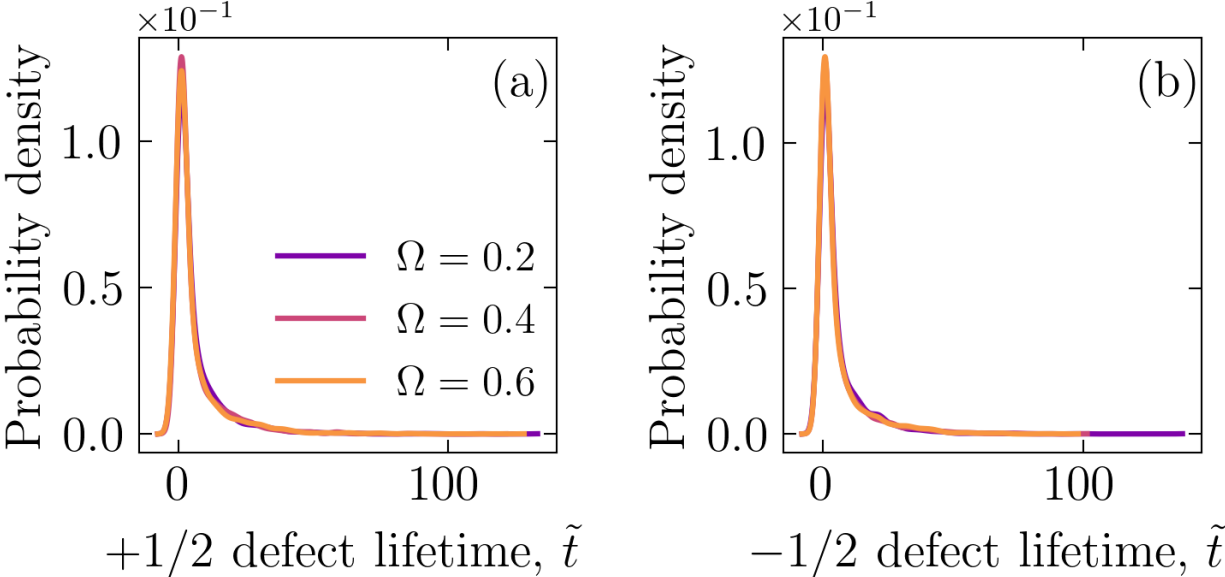 ×10⁻¹
Probability density
1.0
0.5
0.0
(a)
Ω = 0.2
Ω = 0.4
Ω = 0.6
0 100
+1/2 defect lifetime, t̃
×10⁻¹
Probability density
1.0
0.5
0.0
(b)
0 100
−1/2 defect lifetime, t̃